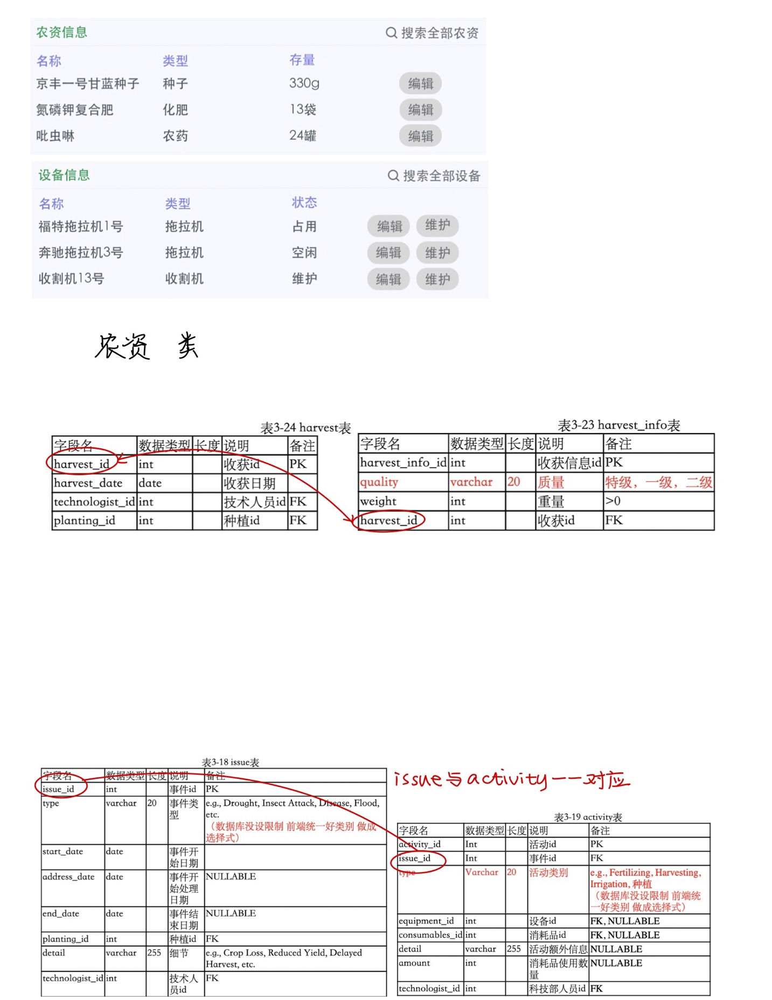 农资信息 搜索全部农资
名称 类型 存量
京丰一号甘蓝种子 种子 330g 编辑
氮磷钾复合肥 化肥 13袋 编辑
吡虫啉 农药 24罐 编辑
设备信息 搜索全部设备
名称 类型 状态
福特拖拉机1号 拖拉机 占用 编辑 维护
奔驰拖拉机3号 拖拉机 空闲 编辑 维护
收割机13号 收割机 维护 编辑 维护
农资 类
表3-24 harvest表
字段名 数据类型 长度 说明 备注
harvest_id int 收获id PK
harvest_date date 收获日期
technologist_id int 技术人员id FK
planting_id int 种植id FK
表3-23 harvest_info表
字段名 数据类型 长度 说明 备注
harvest_info_id int 收获信息id PK
quality varchar 20 质量 特级，一级，二级
weight int 重量 >0
harvest_id int 收获id FK
表3-18 issue表
字段名 数据类型 长度 说明 备注
issue_id int 事件id PK
type varchar 20 事件类 e.g., Drought, Insect Attack, Disease, Flood,
型 etc.
（数据库没设限制 前端统一好类别 做成
选择式）
start_date date 事件开
始日期
address_date date 事件开 NULLABLE
始处理
日期
end_date date 事件结 NULLABLE
束日期
planting_id int 种植id FK
detail varchar 255 细节 e.g., Crop Loss, Reduced Yield, Delayed
Harvest, etc.
technologist_id int 技术人 FK
员id
issue与activity一一对应
表3-19 activity表
字段名 数据类型 长度 说明 备注
activity_id Int 活动id PK
issue_id Int 事件id FK
type Varchar 20 活动类别 e.g., Fertilizing, Harvesting,
Irrigation, 种植
（数据库没设限制 前端统
一好类别 做成选择式）
equipment_id int 设备id FK, NULLABLE
consumables_id int 消耗品id FK, NULLABLE
detail varchar 255 活动额外信息 NULLABLE
amount int 消耗品使用数 NULLABLE
量
technologist_id int 科技部人员id FK